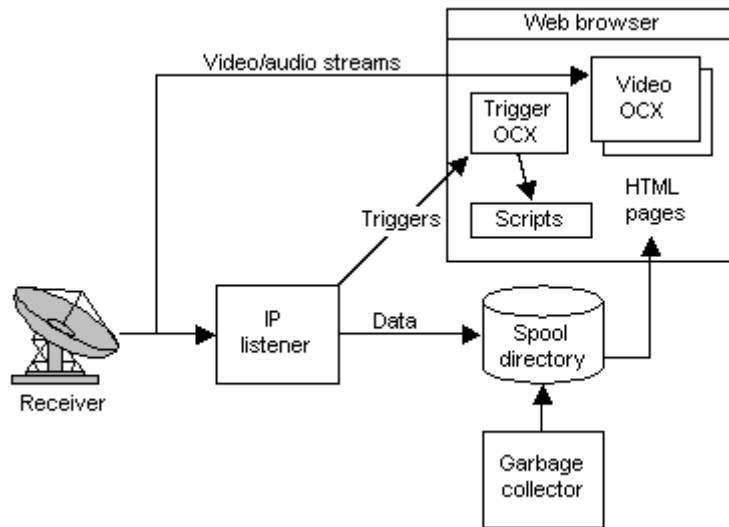 Web browser
Video/audio streams
Video
OCX
Trigger
OCX
HTML
pages
Scripts
Triggers
IP
listener
Data
Spool
directory
Receiver
Garbage
collector